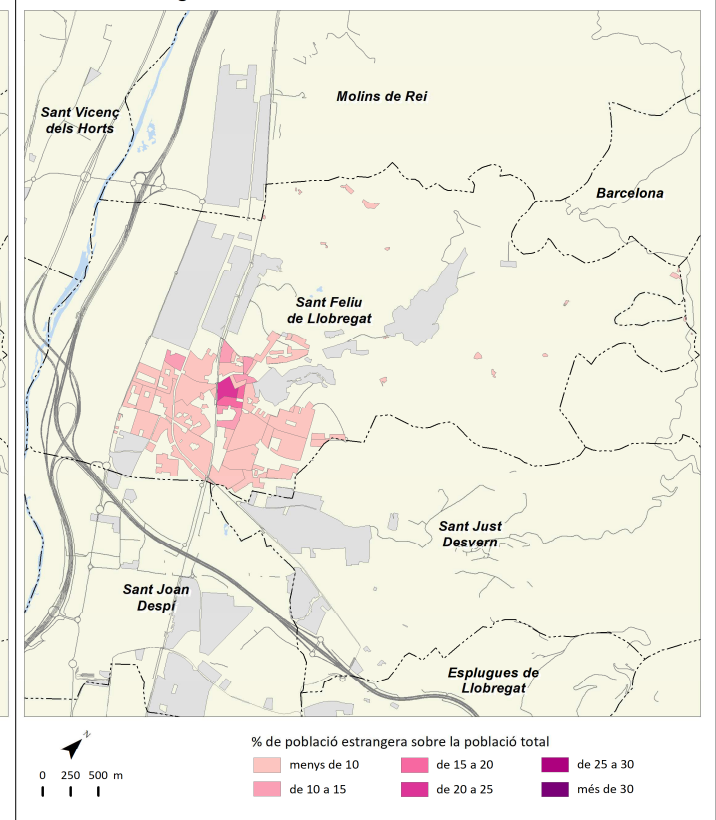 Molins de Rei
Sant Vicenç
dels Horts
Barcelona
Sant Feliu
de Llobregat
Sant Just
Desvern
Sant Joan
Despí
Esplugues de
Llobregat
N
0 250 500 m
% de població estrangera sobre la població total
menys de 10
de 15 a 20
de 25 a 30
de 10 a 15
de 20 a 25
més de 30